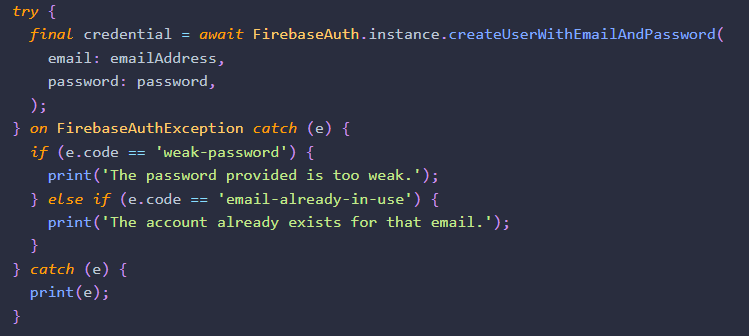 try {
  final credential = await FirebaseAuth.instance.createUserWithEmailAndPassword(
    email: emailAddress,
    password: password,
  );
} on FirebaseAuthException catch (e) {
  if (e.code == 'weak-password') {
    print('The password provided is too weak.');
  } else if (e.code == 'email-already-in-use') {
    print('The account already exists for that email.');
  }
} catch (e) {
  print(e);
}